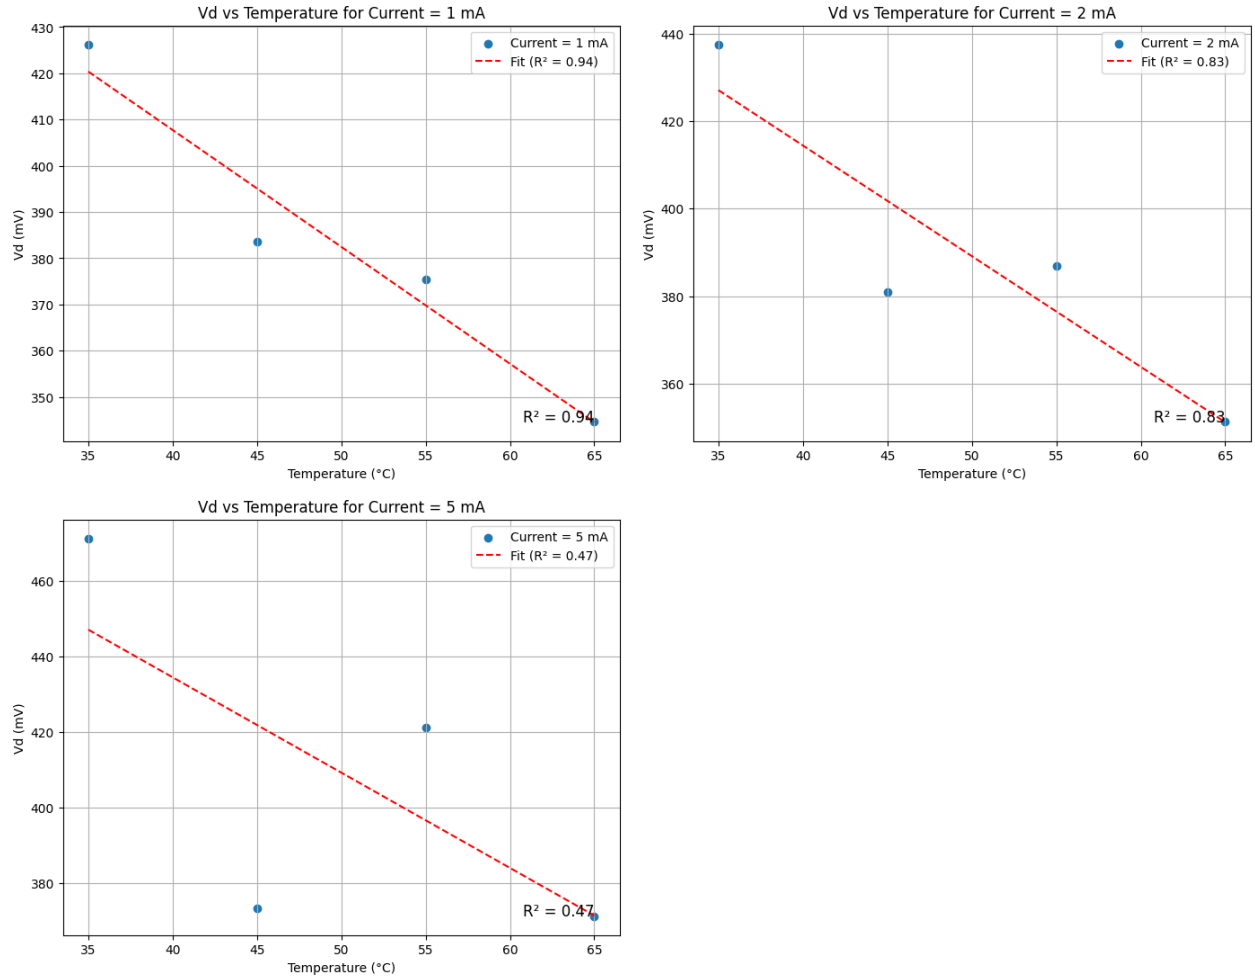 Vd vs Temperature for Current = 1 mA
430
420
410
400
390
380
370
360
350
Vd (mV)
Current = 1 mA
Fit (R² = 0.94)
R² = 0.94
35 40 45 50 55 60 65
Temperature (°C)
Vd vs Temperature for Current = 2 mA
440
420
400
380
360
Vd (mV)
Current = 2 mA
Fit (R² = 0.83)
R² = 0.83
35 40 45 50 55 60 65
Temperature (°C)
Vd vs Temperature for Current = 5 mA
460
440
420
400
380
Vd (mV)
Current = 5 mA
Fit (R² = 0.47)
R² = 0.47
35 40 45 50 55 60 65
Temperature (°C)